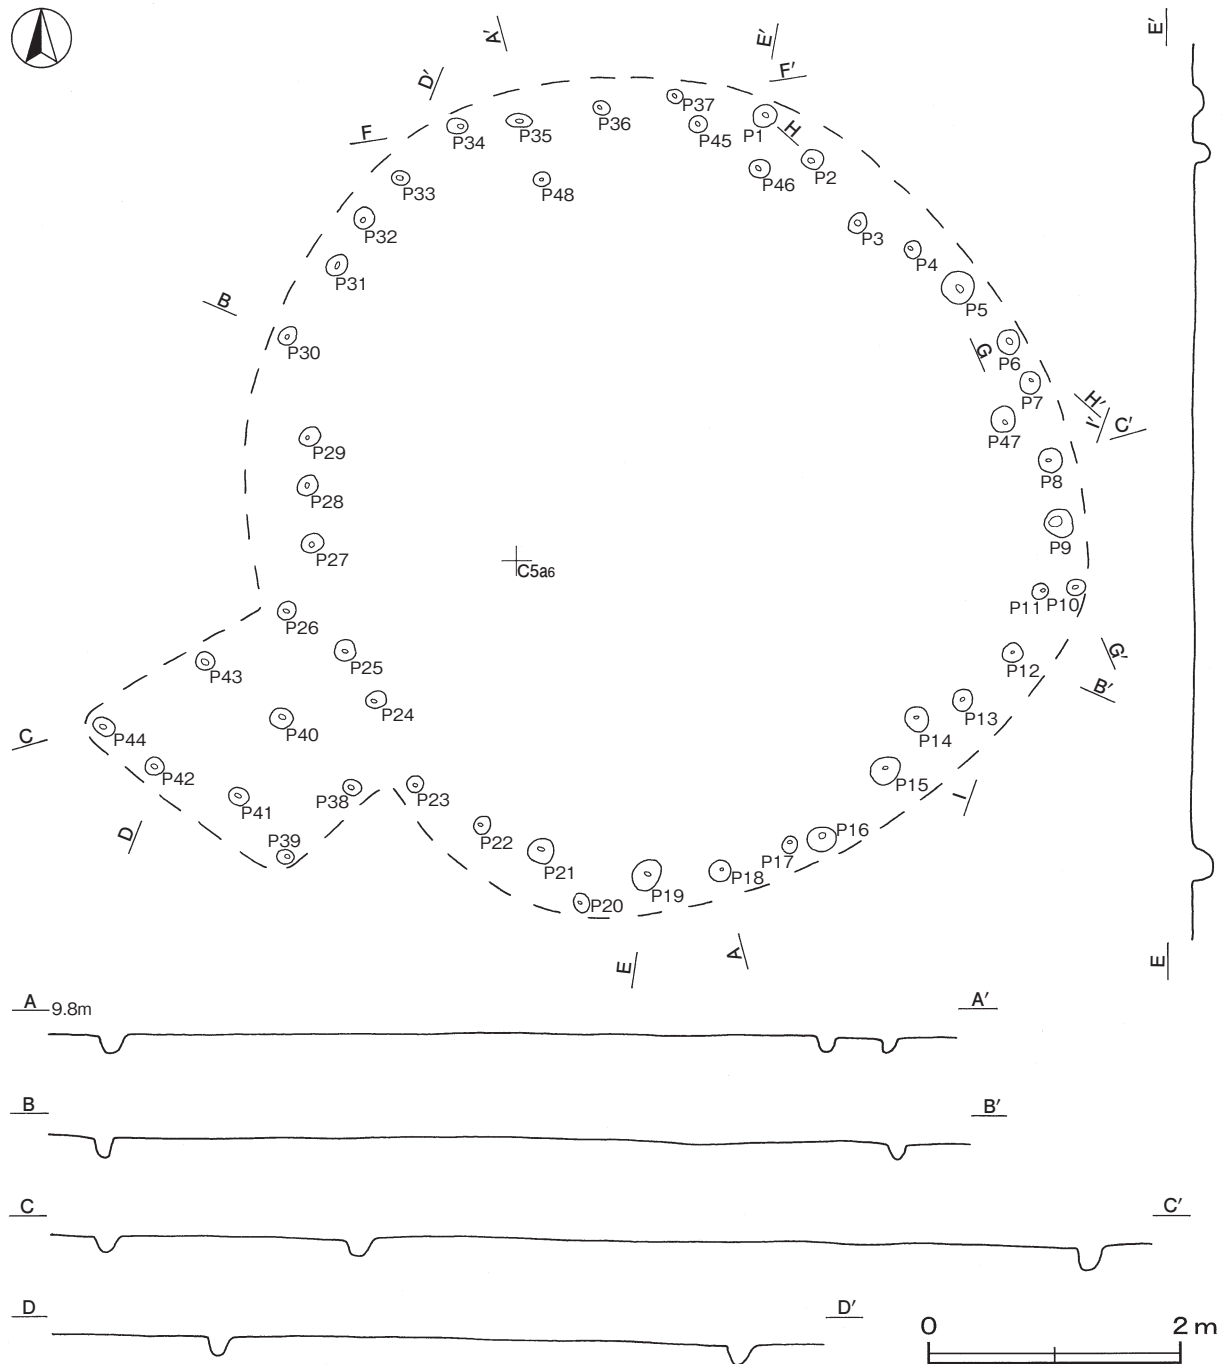 A′
E′
E′
D′
F′
F
P37
P36
P34
P35
P45
P1
H
P2
P33
P48
P46
P32
P3
P4
P31
B
P5
P30
G
P6
P7
H′
I′
C′
P29
P47
P8
P28
P9
P27
C5a6
P26
P11
P10
P25
P12
G′
P43
B′
P24
P13
P40
P14
C
P44
P42
P15
P41
P38
P23
I
D
P22
P16
P39
P21
P17
P18
P19
P20
A
E
E
A 9.8m
A′
B
B′
C
C′
D
D′
0
2 m